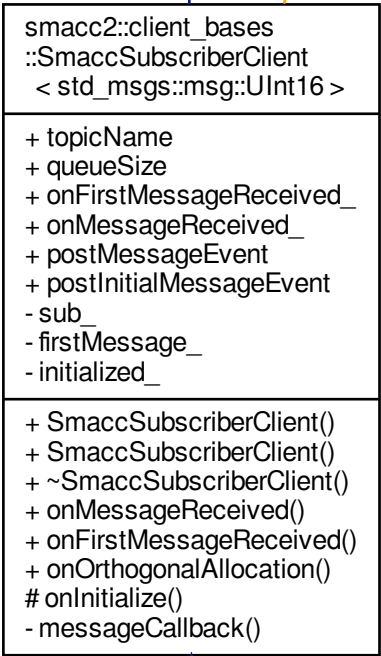 smacc2::client_bases
::SmaccSubscriberClient
< std_msgs::msg::UInt16 >
+ topicName
+ queueSize
+ onFirstMessageReceived_
+ onMessageReceived_
+ postMessageEvent
+ postInitialMessageEvent
- sub_
- firstMessage_
- initialized_
+ SmaccSubscriberClient()
+ SmaccSubscriberClient()
+ ~SmaccSubscriberClient()
+ onMessageReceived()
+ onFirstMessageReceived()
+ onOrthogonalAllocation()
# onInitialize()
- messageCallback()